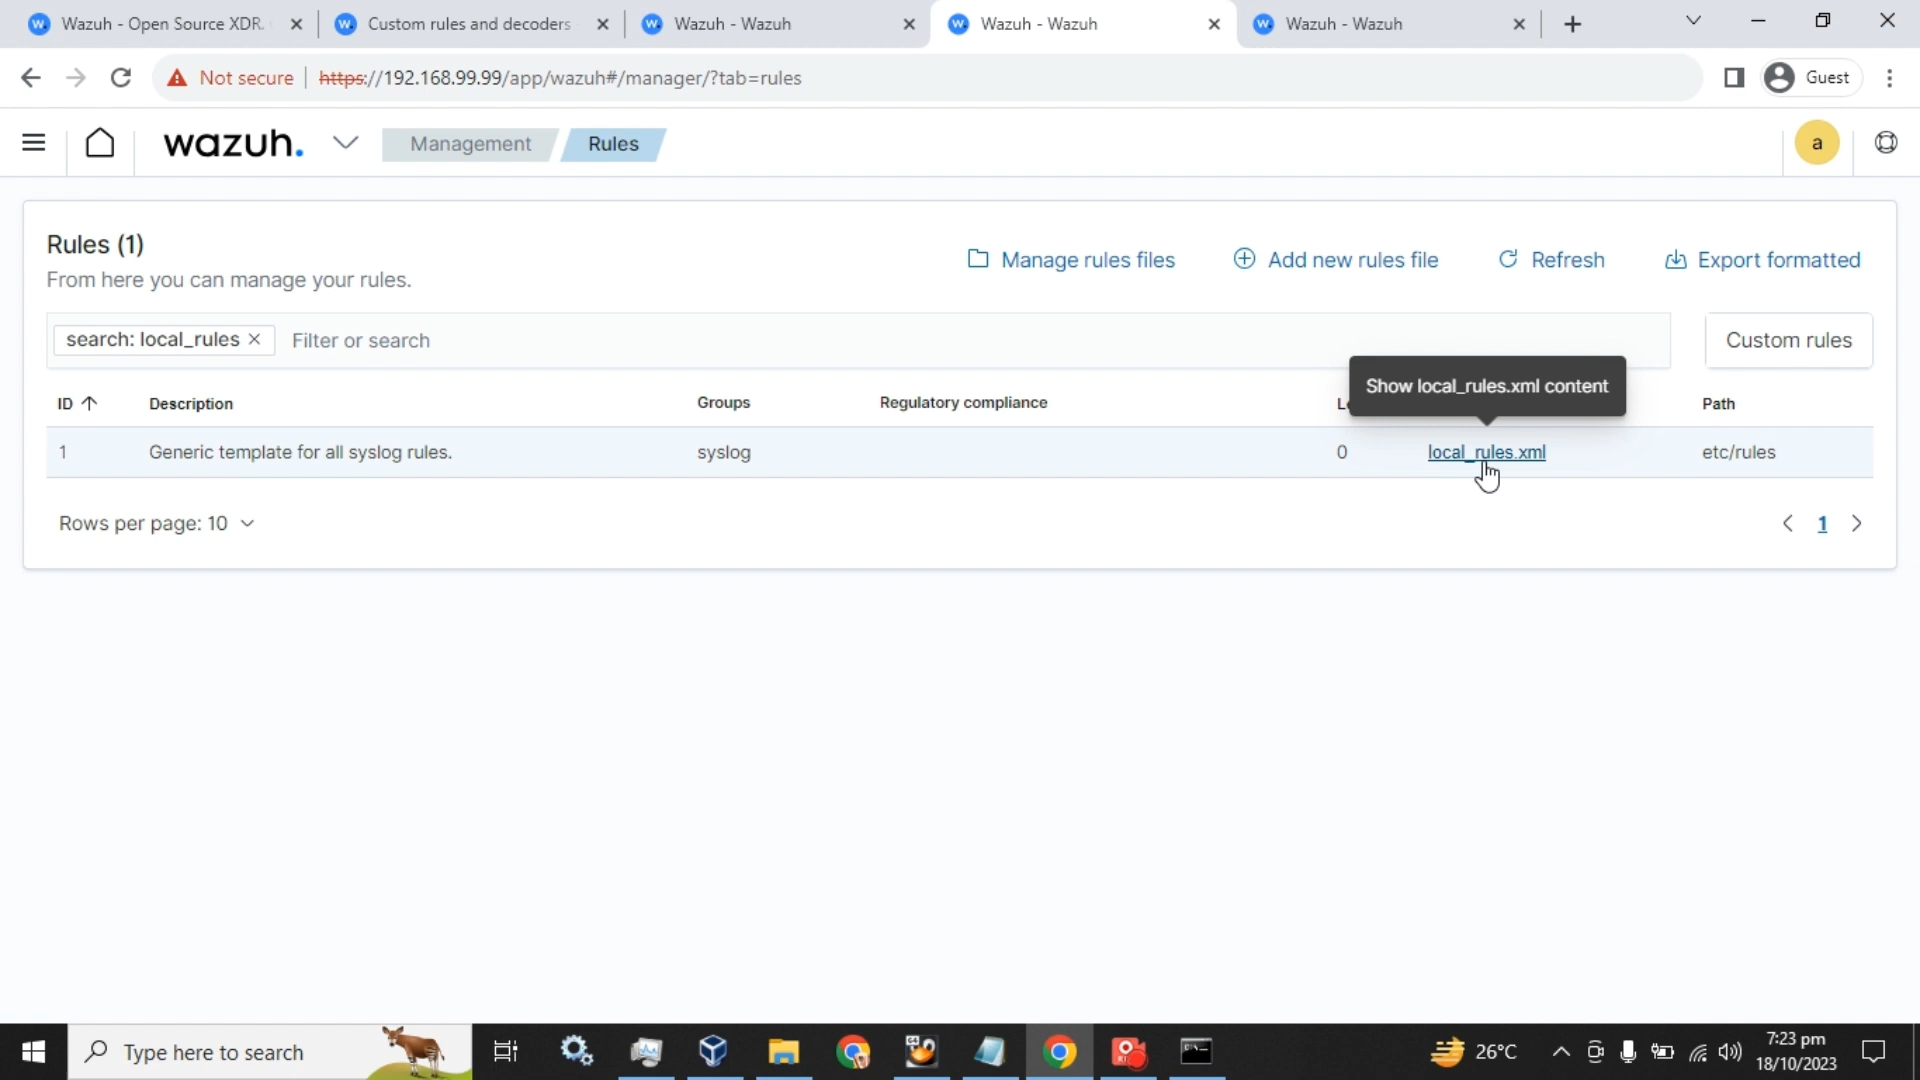 Wazuh - Open Source XDR.
Custom rules and decoders
Wazuh - Wazuh
Wazuh - Wazuh
Wazuh - Wazuh
Not secure
https://192.168.99.99/app/wazuh#/manager/?tab=rules
Guest
wazuh.
Management
Rules
a
Rules (1)
From here you can manage your rules.
Manage rules files
Add new rules file
Refresh
Export formatted
search: local_rules
Filter or search
Custom rules
Show local_rules.xml content
ID
Description
Groups
Regulatory compliance
Path
1
Generic template for all syslog rules.
syslog
0
local_rules.xml
etc/rules
Rows per page: 10
1
Type here to search
26°C
7:23 pm
18/10/2023